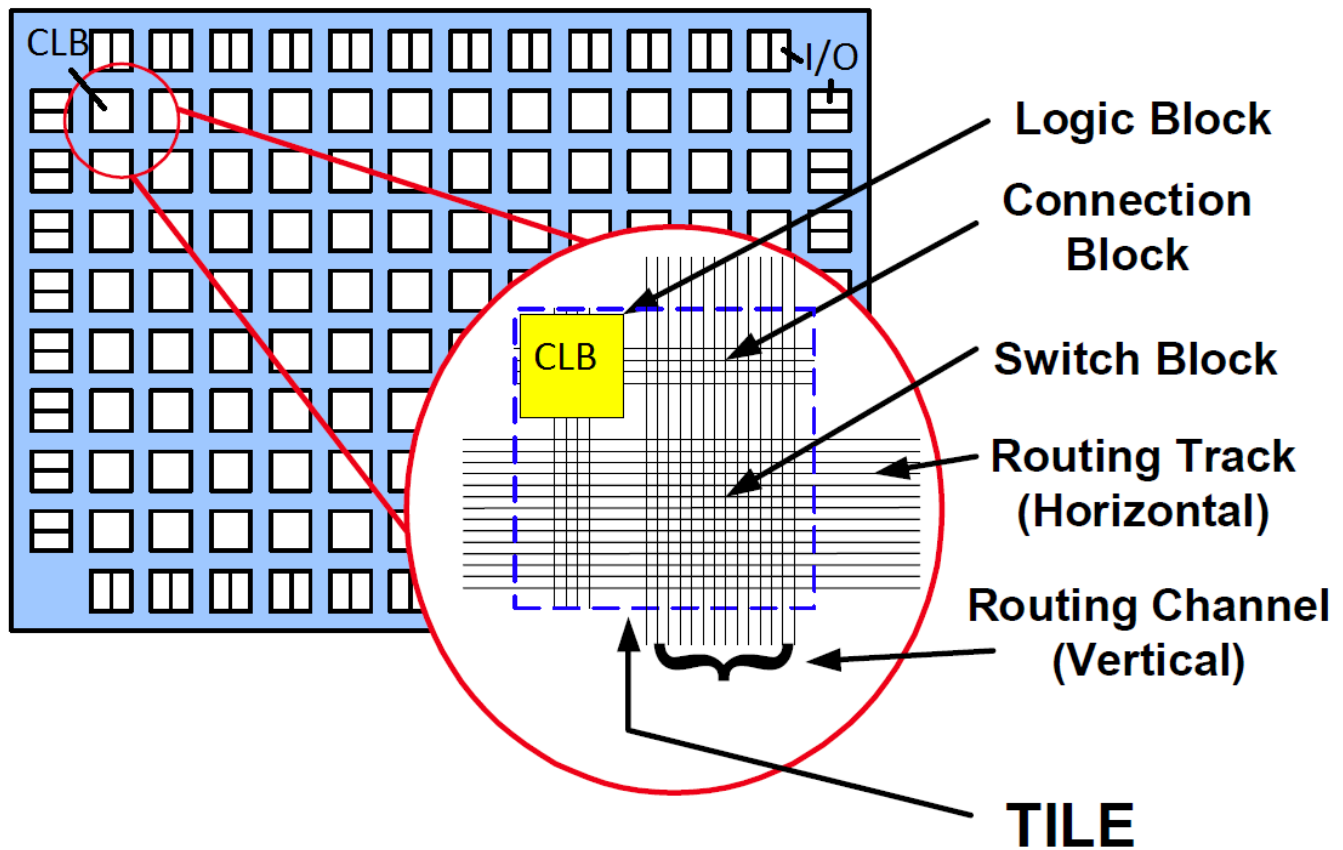 CLB
I/O
Logic Block
Connection
Block
CLB
Switch Block
Routing Track
(Horizontal)
Routing Channel
(Vertical)
TILE